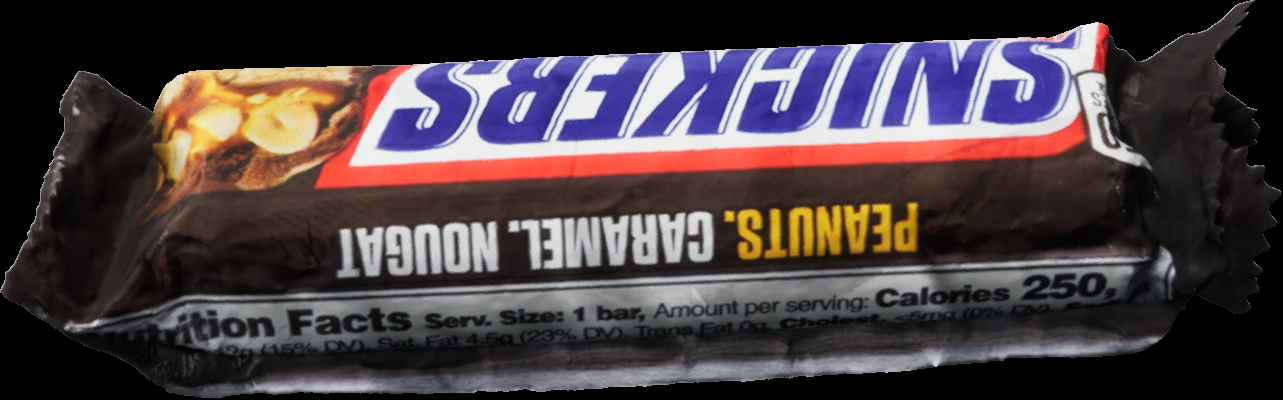 SNICKERS
PEANUTS. CARAMEL. NOUGAT
Nutrition Facts Serv. Size: 1 bar, Amount per serving: Calories 250,
12g (15% DV), Sat. Fat 4.5g (23% DV), Trans Fat 0g, Cholest. <5mg (0% DV),